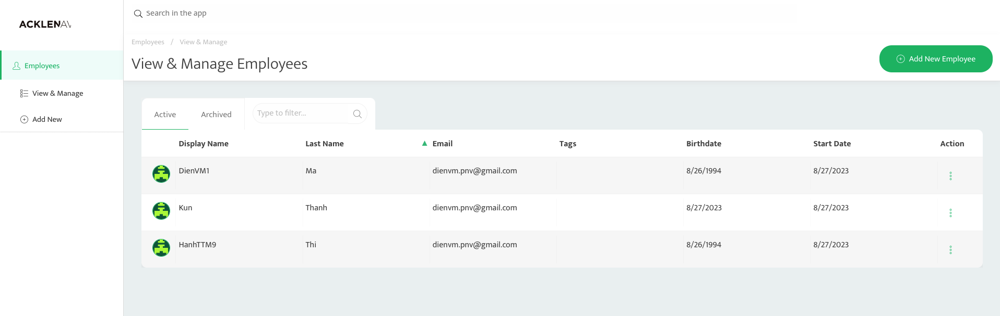 ACKLENAV
Search in the app
Employees / View & Manage
View & Manage Employees
Add New Employee
Employees
View & Manage
Add New
Active Archived Type to filter...
Display Name Last Name ▲ Email Tags Birthdate Start Date Action
DienVM1 Ma dienvm.pnv@gmail.com 8/26/1994 8/27/2023
Kun Thanh dienvm.pnv@gmail.com 8/27/2023 8/27/2023
HanhTTM9 Thi dienvm.pnv@gmail.com 8/26/1994 8/27/2023